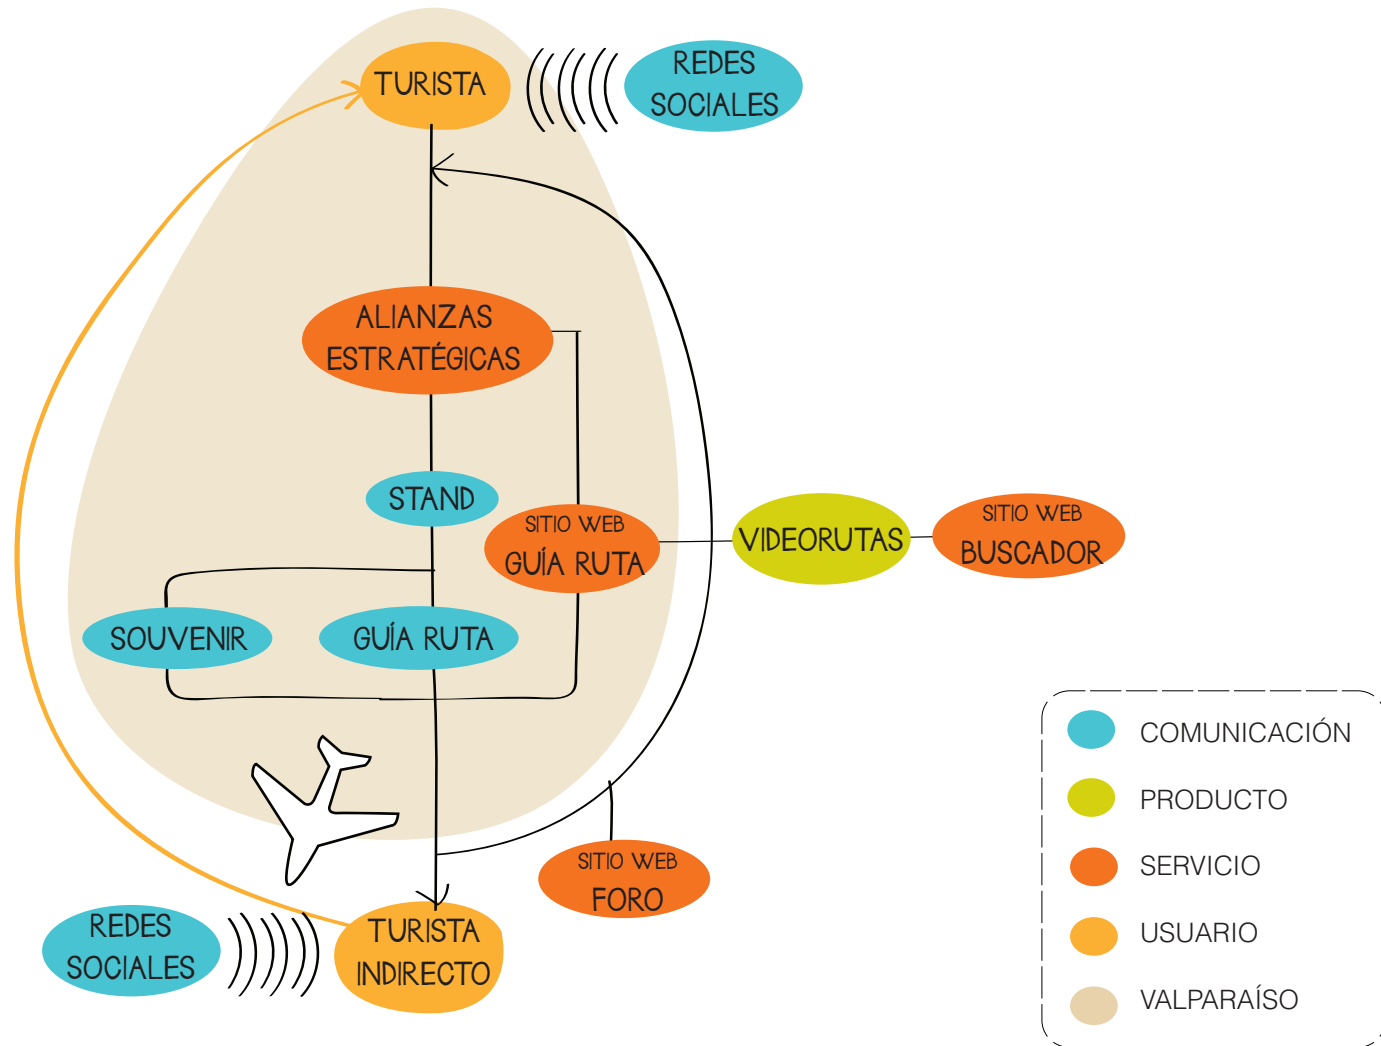 TURISTA
REDES
SOCIALES
ALIANZAS
ESTRATÉGICAS
STAND
SITIO WEB
GUÍA RUTA
VIDEORUTAS
SITIO WEB
BUSCADOR
SOUVENIR
GUÍA RUTA
SITIO WEB
FORO
REDES
SOCIALES
TURISTA
INDIRECTO
COMUNICACIÓN
PRODUCTO
SERVICIO
USUARIO
VALPARAÍSO